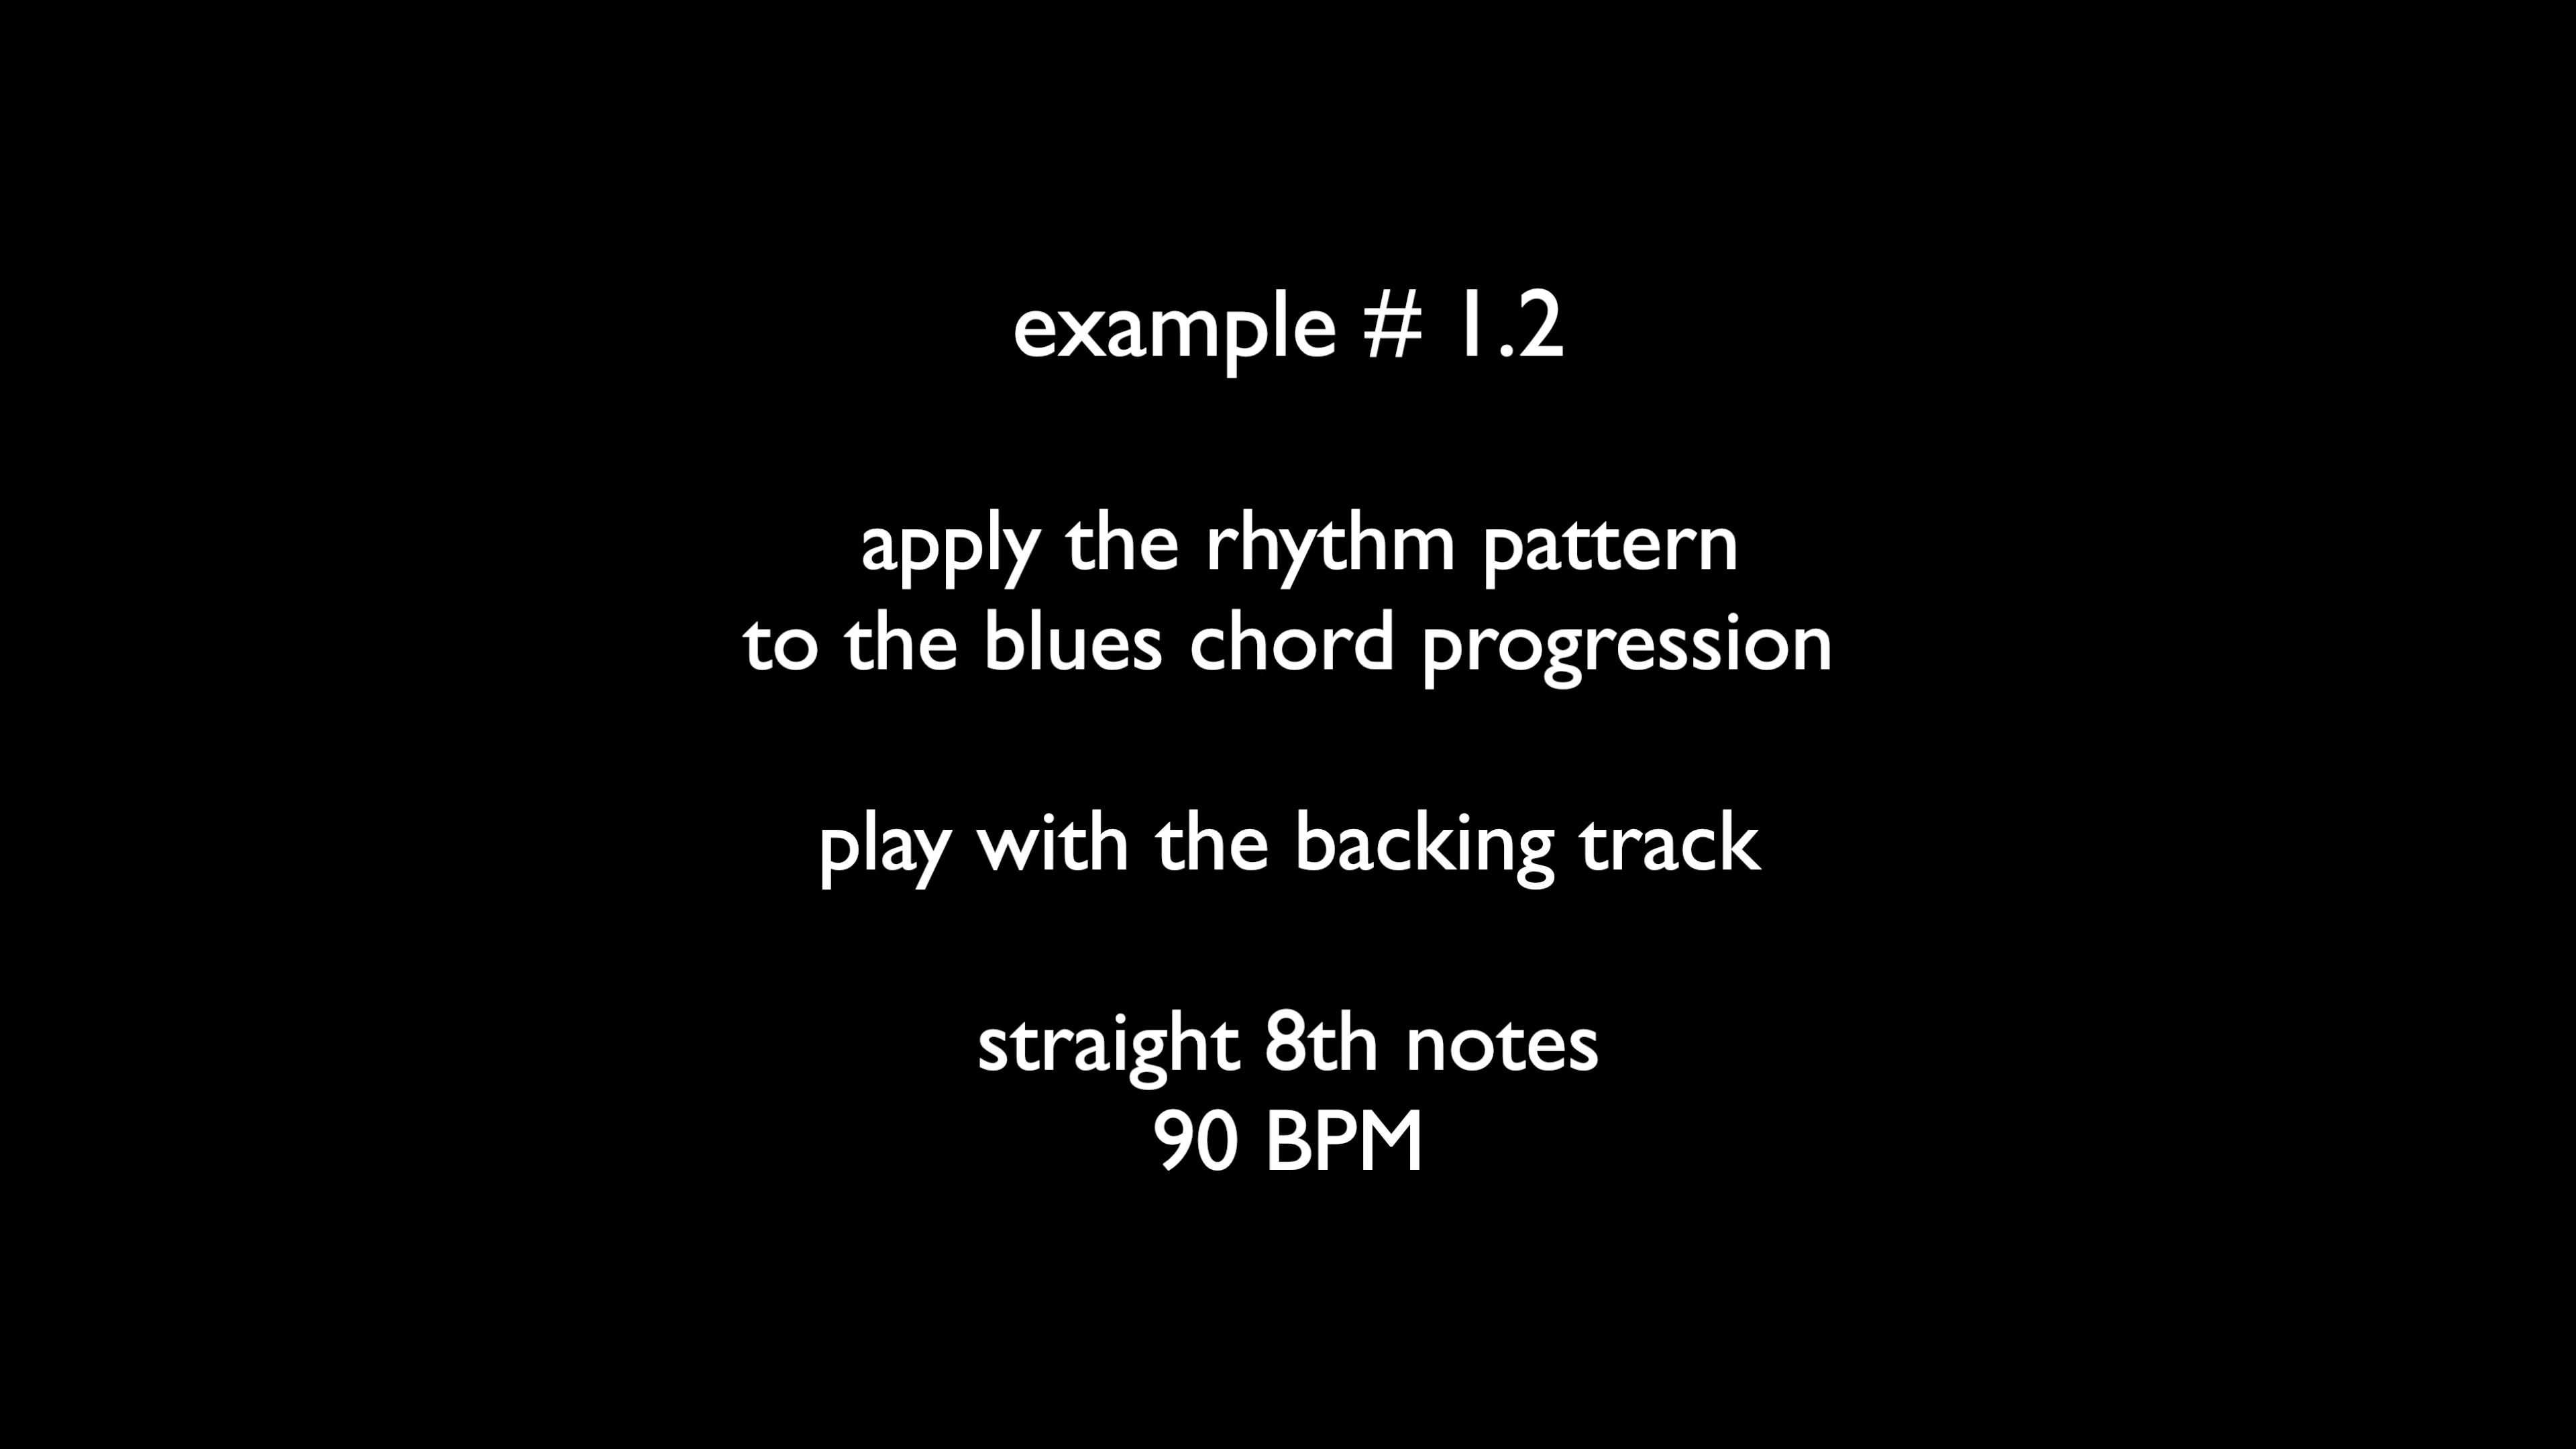 example # 1.2
apply the rhythm pattern
to the blues chord progression
play with the backing track
straight 8th notes
90 BPM